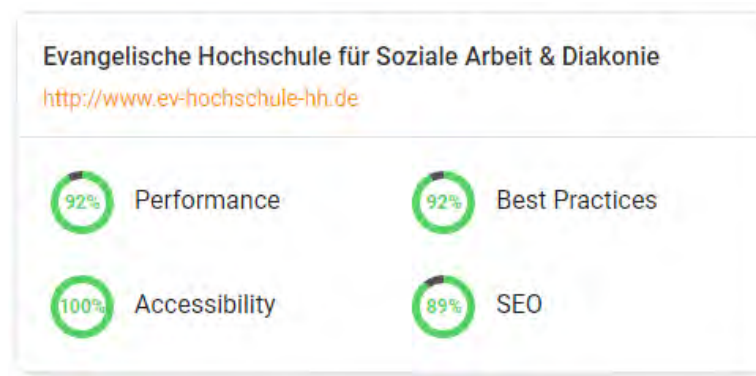 Evangelische Hochschule für Soziale Arbeit & Diakonie
http://www.ev-hochschule-hh.de
92% Performance
92% Best Practices
100% Accessibility
89% SEO